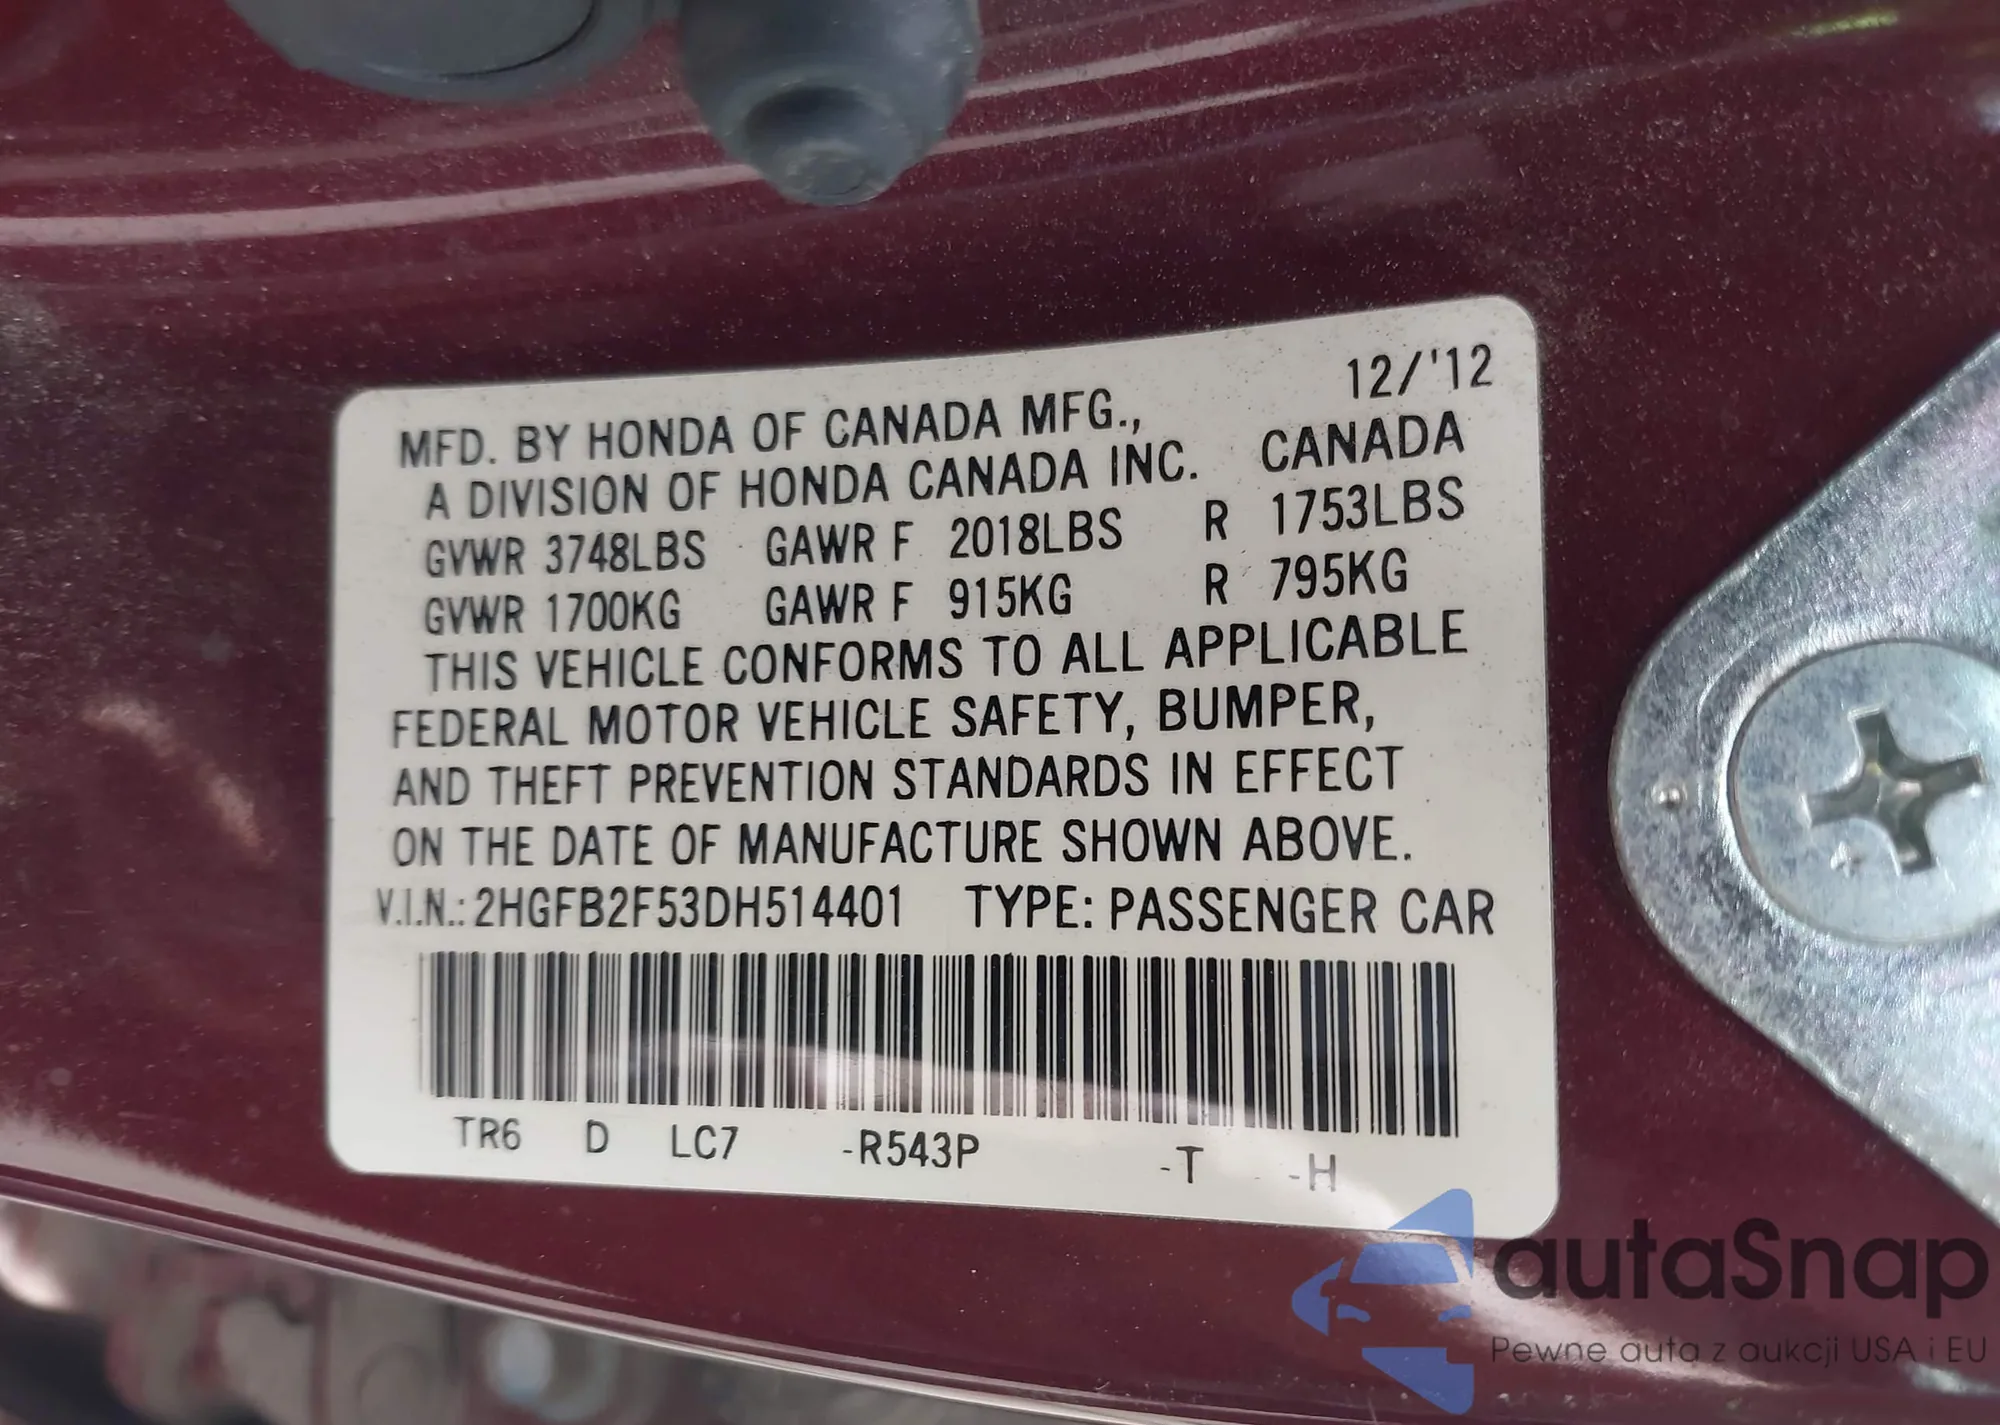 12/'12
MFD. BY HONDA OF CANADA MFG.,
A DIVISION OF HONDA CANADA INC. CANADA
GVWR 3748LBS GAWR F 2018LBS R 1753LBS
GVWR 1700KG GAWR F 915KG R 795KG
THIS VEHICLE CONFORMS TO ALL APPLICABLE
FEDERAL MOTOR VEHICLE SAFETY, BUMPER,
AND THEFT PREVENTION STANDARDS IN EFFECT
ON THE DATE OF MANUFACTURE SHOWN ABOVE.
V.I.N.: 2HGFB2F53DH514401 TYPE: PASSENGER CAR
TR6 D LC7 -R543P -T -H
autaSnap
Pewne auta z aukcji USA i EU